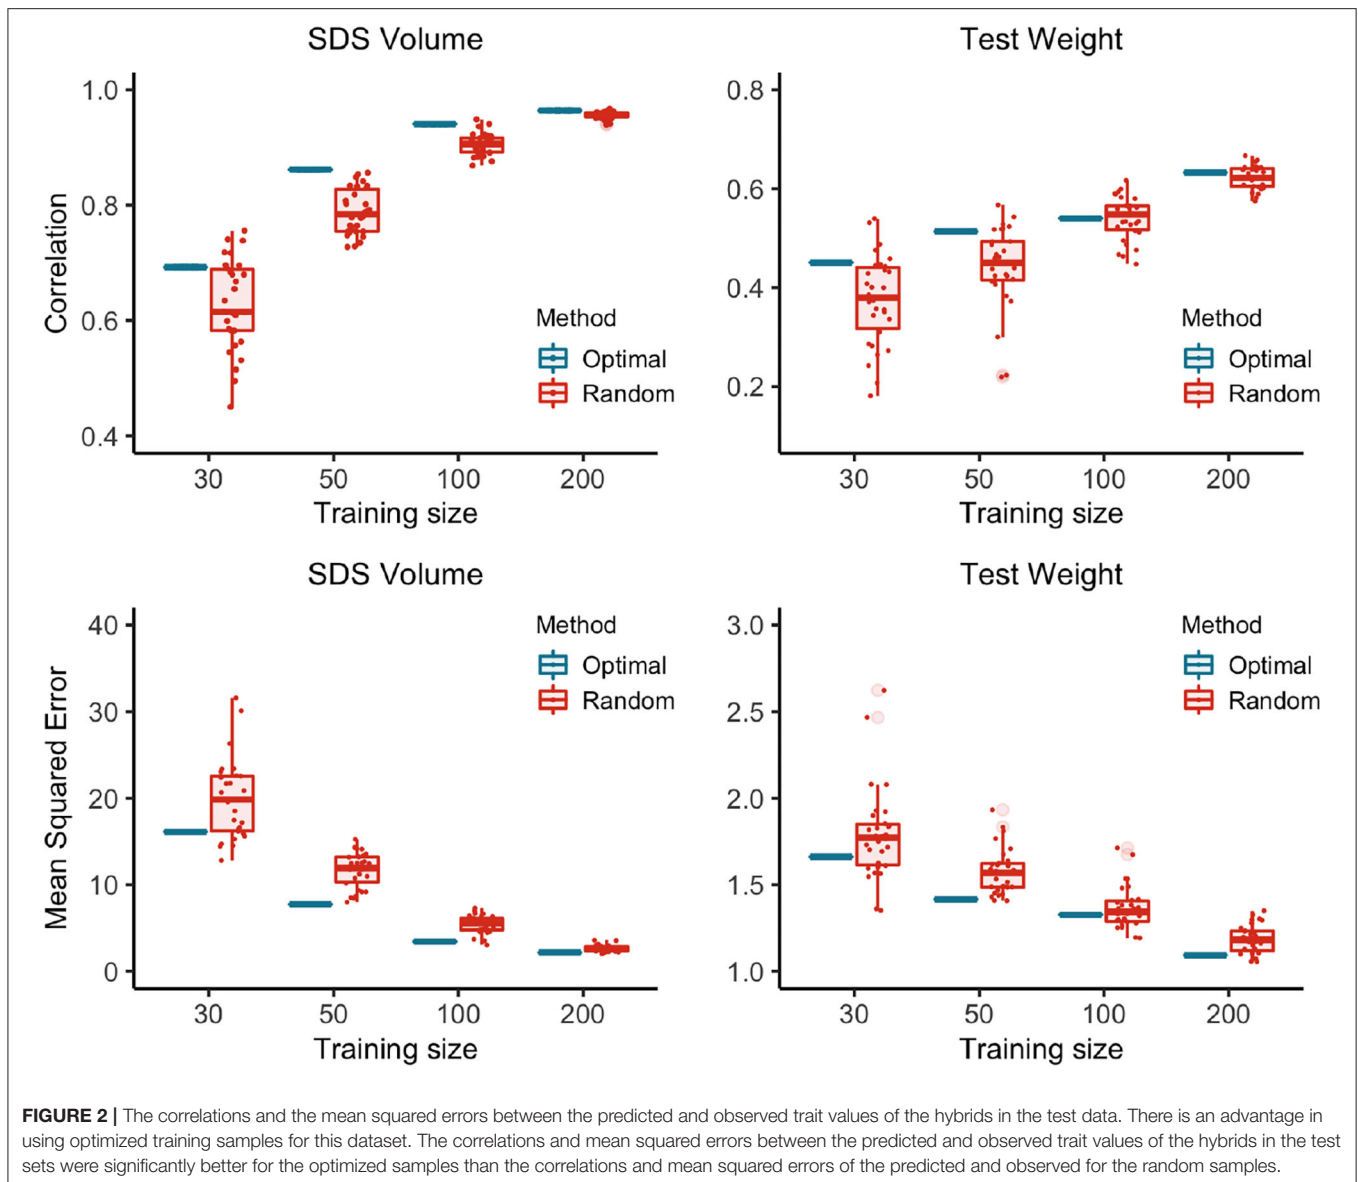 SDS Volume
Correlation
1.0
0.8
0.6
0.4
30 50 100 200
Training size
Method
Optimal
Random
Test Weight
0.8
0.6
0.4
0.2
30 50 100 200
Training size
Method
Optimal
Random
SDS Volume
Mean Squared Error
40
30
20
10
0
30 50 100 200
Training size
Method
Optimal
Random
Test Weight
3.0
2.5
2.0
1.5
1.0
30 50 100 200
Training size
Method
Optimal
Random
FIGURE 2 | The correlations and the mean squared errors between the predicted and observed trait values of the hybrids in the test data. There is an advantage in
using optimized training samples for this dataset. The correlations and mean squared errors between the predicted and observed trait values of the hybrids in the test
sets were significantly better for the optimized samples than the correlations and mean squared errors of the predicted and observed for the random samples.